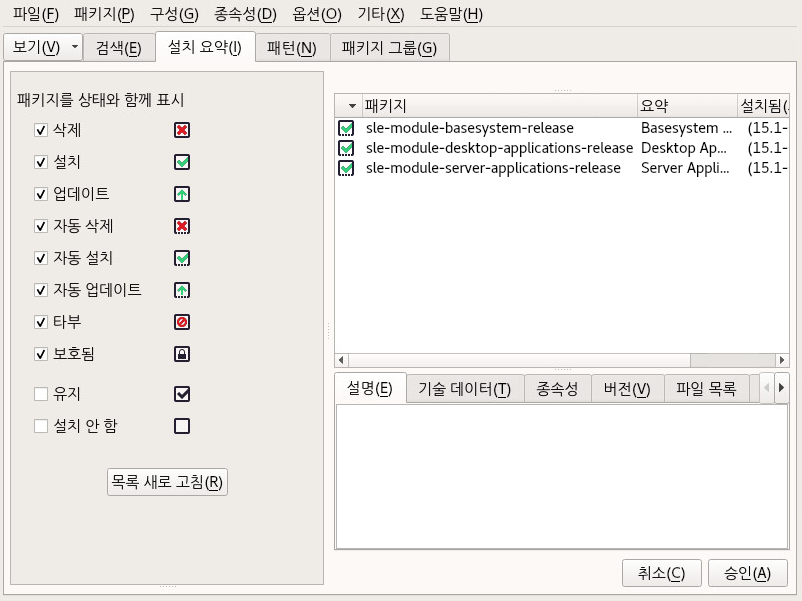 파일(F) 패키지(P) 구성(G) 종속성(D) 옵션(O) 기타(X) 도움말(H)
보기(V) 검색(E) 설치 요약(I) 패턴(N) 패키지 그룹(G)
패키지를 상태와 함께 표시
삭제
설치
업데이트
자동 삭제
자동 설치
자동 업데이트
타부
보호됨
유지
설치 안 함
목록 새로 고침(R)
패키지 요약 설치됨(
sle-module-basesystem-release Basesystem ... (15.1-
sle-module-desktop-applications-release Desktop Ap... (15.1-
sle-module-server-applications-release Server Appli... (15.1-
설명(E) 기술 데이터(T) 종속성 버전(V) 파일 목록
취소(C) 승인(A)